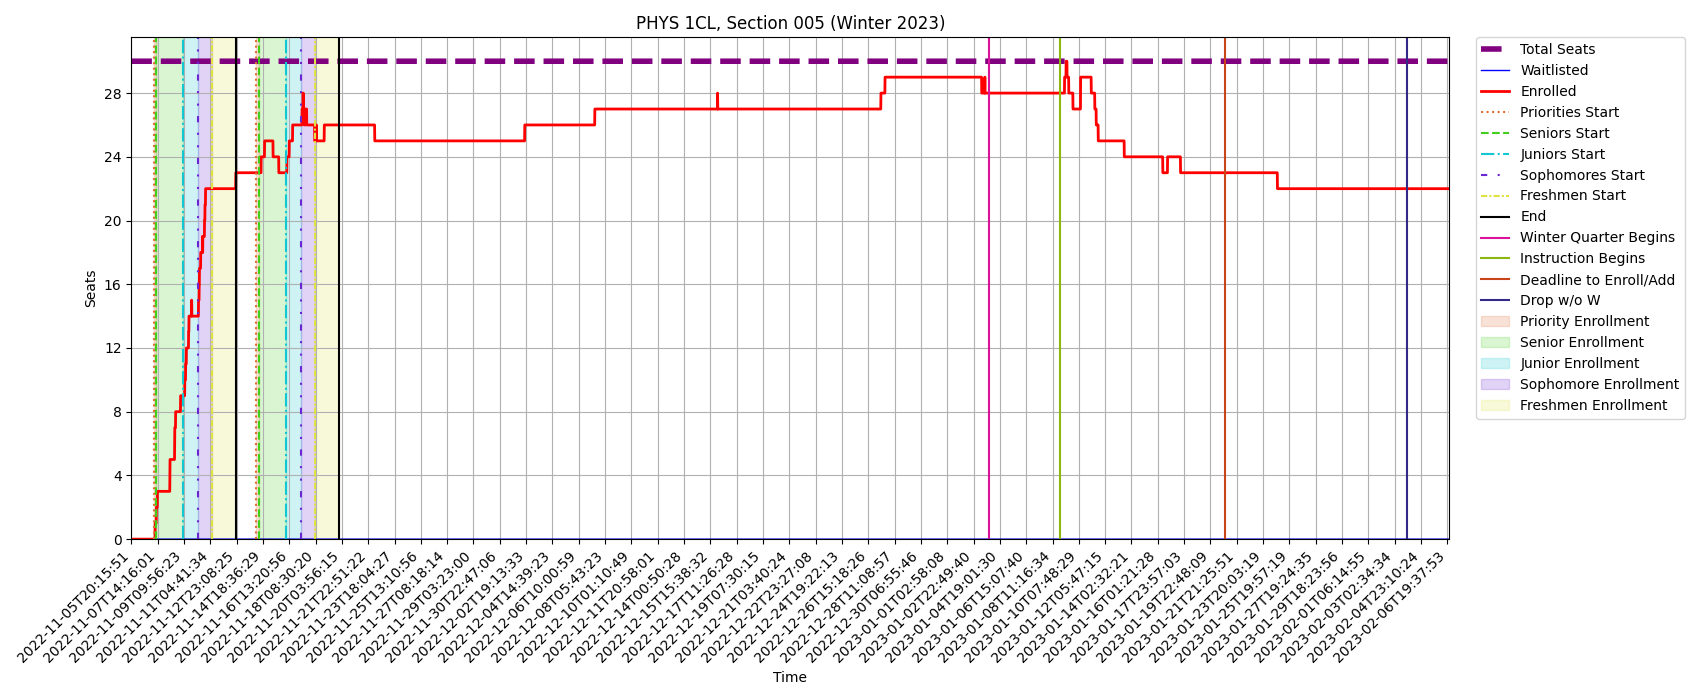 PHYS 1CL, Section 005 (Winter 2023)
Seats
28
24
20
16
12
8
4
0
2022-11-05T20:15:51
2022-11-07T14:16:01
2022-11-09T09:56:23
2022-11-11T04:41:34
2022-11-12T23:08:25
2022-11-14T18:36:29
2022-11-16T13:20:56
2022-11-18T08:30:20
2022-11-20T03:56:15
2022-11-21T22:51:22
2022-11-23T18:04:27
2022-11-25T13:10:56
2022-11-27T08:18:14
2022-11-29T03:23:00
2022-11-30T22:47:06
2022-12-02T19:13:33
2022-12-04T14:39:23
2022-12-06T10:00:59
2022-12-08T05:43:23
2022-12-10T01:10:49
2022-12-11T20:58:01
2022-12-14T00:50:28
2022-12-15T15:38:32
2022-12-17T11:26:28
2022-12-19T07:30:15
2022-12-21T03:40:24
2022-12-22T23:27:08
2022-12-24T19:22:13
2022-12-26T15:18:26
2022-12-28T11:08:57
2022-12-30T06:55:46
2023-01-01T02:58:08
2023-01-02T22:49:40
2023-01-04T19:01:30
2023-01-06T15:07:40
2023-01-08T11:16:34
2023-01-10T07:48:29
2023-01-12T05:47:15
2023-01-14T02:32:21
2023-01-16T01:21:28
2023-01-17T23:57:03
2023-01-19T22:48:09
2023-01-21T21:25:51
2023-01-23T20:03:19
2023-01-25T19:57:19
2023-01-27T19:24:35
2023-01-29T18:23:56
2023-02-01T06:14:55
2023-02-03T02:34:34
2023-02-04T23:10:24
2023-02-06T19:37:53
Time
Total Seats
Waitlisted
Enrolled
Priorities Start
Seniors Start
Juniors Start
Sophomores Start
Freshmen Start
End
Winter Quarter Begins
Instruction Begins
Deadline to Enroll/Add
Drop w/o W
Priority Enrollment
Senior Enrollment
Junior Enrollment
Sophomore Enrollment
Freshmen Enrollment